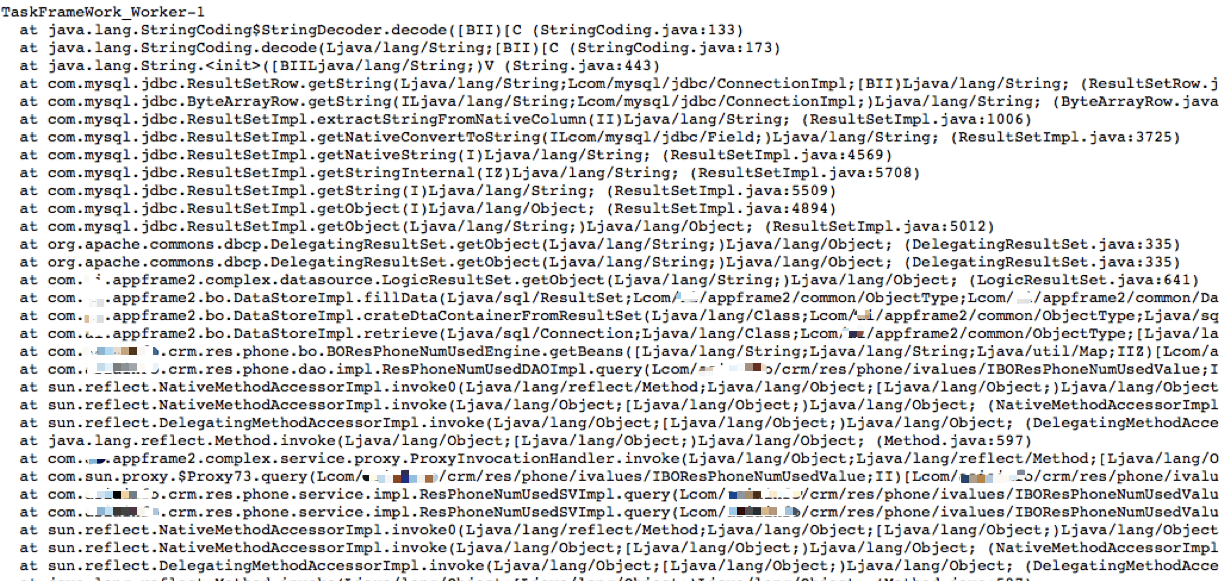 TaskFrameWork_Worker-1
at java.lang.StringCoding$StringDecoder.decode([BII)[C (StringCoding.java:133)
at java.lang.StringCoding.decode(Ljava/lang/String;[BII)[C (StringCoding.java:173)
at java.lang.String.<init>([BIILjava/lang/String;)V (String.java:443)
at com.mysql.jdbc.ResultSetRow.getString(Ljava/lang/String;Lcom/mysql/jdbc/ConnectionImpl;[BII)Ljava/lang/String; (ResultSetRow.j
at com.mysql.jdbc.ByteArrayRow.getString(ILjava/lang/String;Lcom/mysql/jdbc/ConnectionImpl;)Ljava/lang/String; (ByteArrayRow.java
at com.mysql.jdbc.ResultSetImpl.extractStringFromNativeColumn(II)Ljava/lang/String; (ResultSetImpl.java:1006)
at com.mysql.jdbc.ResultSetImpl.getNativeConvertToString(ILcom/mysql/jdbc/Field;)Ljava/lang/String; (ResultSetImpl.java:3725)
at com.mysql.jdbc.ResultSetImpl.getNativeString(I)Ljava/lang/String; (ResultSetImpl.java:4569)
at com.mysql.jdbc.ResultSetImpl.getStringInternal(IZ)Ljava/lang/String; (ResultSetImpl.java:5708)
at com.mysql.jdbc.ResultSetImpl.getString(I)Ljava/lang/String; (ResultSetImpl.java:5509)
at com.mysql.jdbc.ResultSetImpl.getObject(I)Ljava/lang/Object; (ResultSetImpl.java:4894)
at com.mysql.jdbc.ResultSetImpl.getObject(Ljava/lang/String;)Ljava/lang/Object; (ResultSetImpl.java:5012)
at org.apache.commons.dbcp.DelegatingResultSet.getObject(Ljava/lang/String;)Ljava/lang/Object; (DelegatingResultSet.java:335)
at org.apache.commons.dbcp.DelegatingResultSet.getObject(Ljava/lang/String;)Ljava/lang/Object; (DelegatingResultSet.java:335)
at com. .appframe2.complex.datasource.LogicResultSet.getObject(Ljava/lang/String;)Ljava/lang/Object; (LogicResultSet.java:641)
at com. .appframe2.bo.DataStoreImpl.fillData(Ljava/sql/ResultSet;Lcom/ /appframe2/common/ObjectType;Lcom/ /appframe2/common/Da
at com. .appframe2.bo.DataStoreImpl.crateDtaContainerFromResultSet(Ljava/lang/Class;Lcom/ /appframe2/common/ObjectType;Ljava/sq
at com. .appframe2.bo.DataStoreImpl.retrieve(Ljava/sql/Connection;Ljava/lang/Class;Lcom/ /appframe2/common/ObjectType;[Ljava/la
at com. .crm.res.phone.bo.BOResPhoneNumUsedEngine.getBeans([Ljava/lang/String;Ljava/lang/String;Ljava/util/Map;IIZ)[Lcom/a
at com. .crm.res.phone.dao.impl.ResPhoneNumUsedDAOImpl.query(Lcom/ /crm/res/phone/ivalues/IBOResPhoneNumUsedValue;I
at sun.reflect.NativeMethodAccessorImpl.invoke0(Ljava/lang/reflect/Method;Ljava/lang/Object;[Ljava/lang/Object;)Ljava/lang/Object
at sun.reflect.NativeMethodAccessorImpl.invoke(Ljava/lang/Object;[Ljava/lang/Object;)Ljava/lang/Object; (NativeMethodAccessorImpl
at sun.reflect.DelegatingMethodAccessorImpl.invoke(Ljava/lang/Object;[Ljava/lang/Object;)Ljava/lang/Object; (DelegatingMethodAcce
at java.lang.reflect.Method.invoke(Ljava/lang/Object;[Ljava/lang/Object;)Ljava/lang/Object; (Method.java:597)
at com. .appframe2.complex.service.proxy.ProxyInvocationHandler.invoke(Ljava/lang/Object;Ljava/lang/reflect/Method;[Ljava/lang/O
at com.sun.proxy.$Proxy73.query(Lcom/ /crm/res/phone/ivalues/IBOResPhoneNumUsedValue;II)[Lcom/ /crm/res/phone/ivalu
at com. .crm.res.phone.service.impl.ResPhoneNumUsedSVImpl.query(Lcom/ /crm/res/phone/ivalues/IBOResPhoneNumUsedValu
at com. .crm.res.phone.service.impl.ResPhoneNumUsedSVImpl.query(Lcom/ /crm/res/phone/ivalues/IBOResPhoneNumUsedValu
at sun.reflect.NativeMethodAccessorImpl.invoke0(Ljava/lang/reflect/Method;Ljava/lang/Object;[Ljava/lang/Object;)Ljava/lang/Object
at sun.reflect.NativeMethodAccessorImpl.invoke(Ljava/lang/Object;[Ljava/lang/Object;)Ljava/lang/Object; (NativeMethodAccessorImpl
at sun.reflect.DelegatingMethodAccessorImpl.invoke(Ljava/lang/Object;[Ljava/lang/Object;)Ljava/lang/Object; (DelegatingMethodAcce